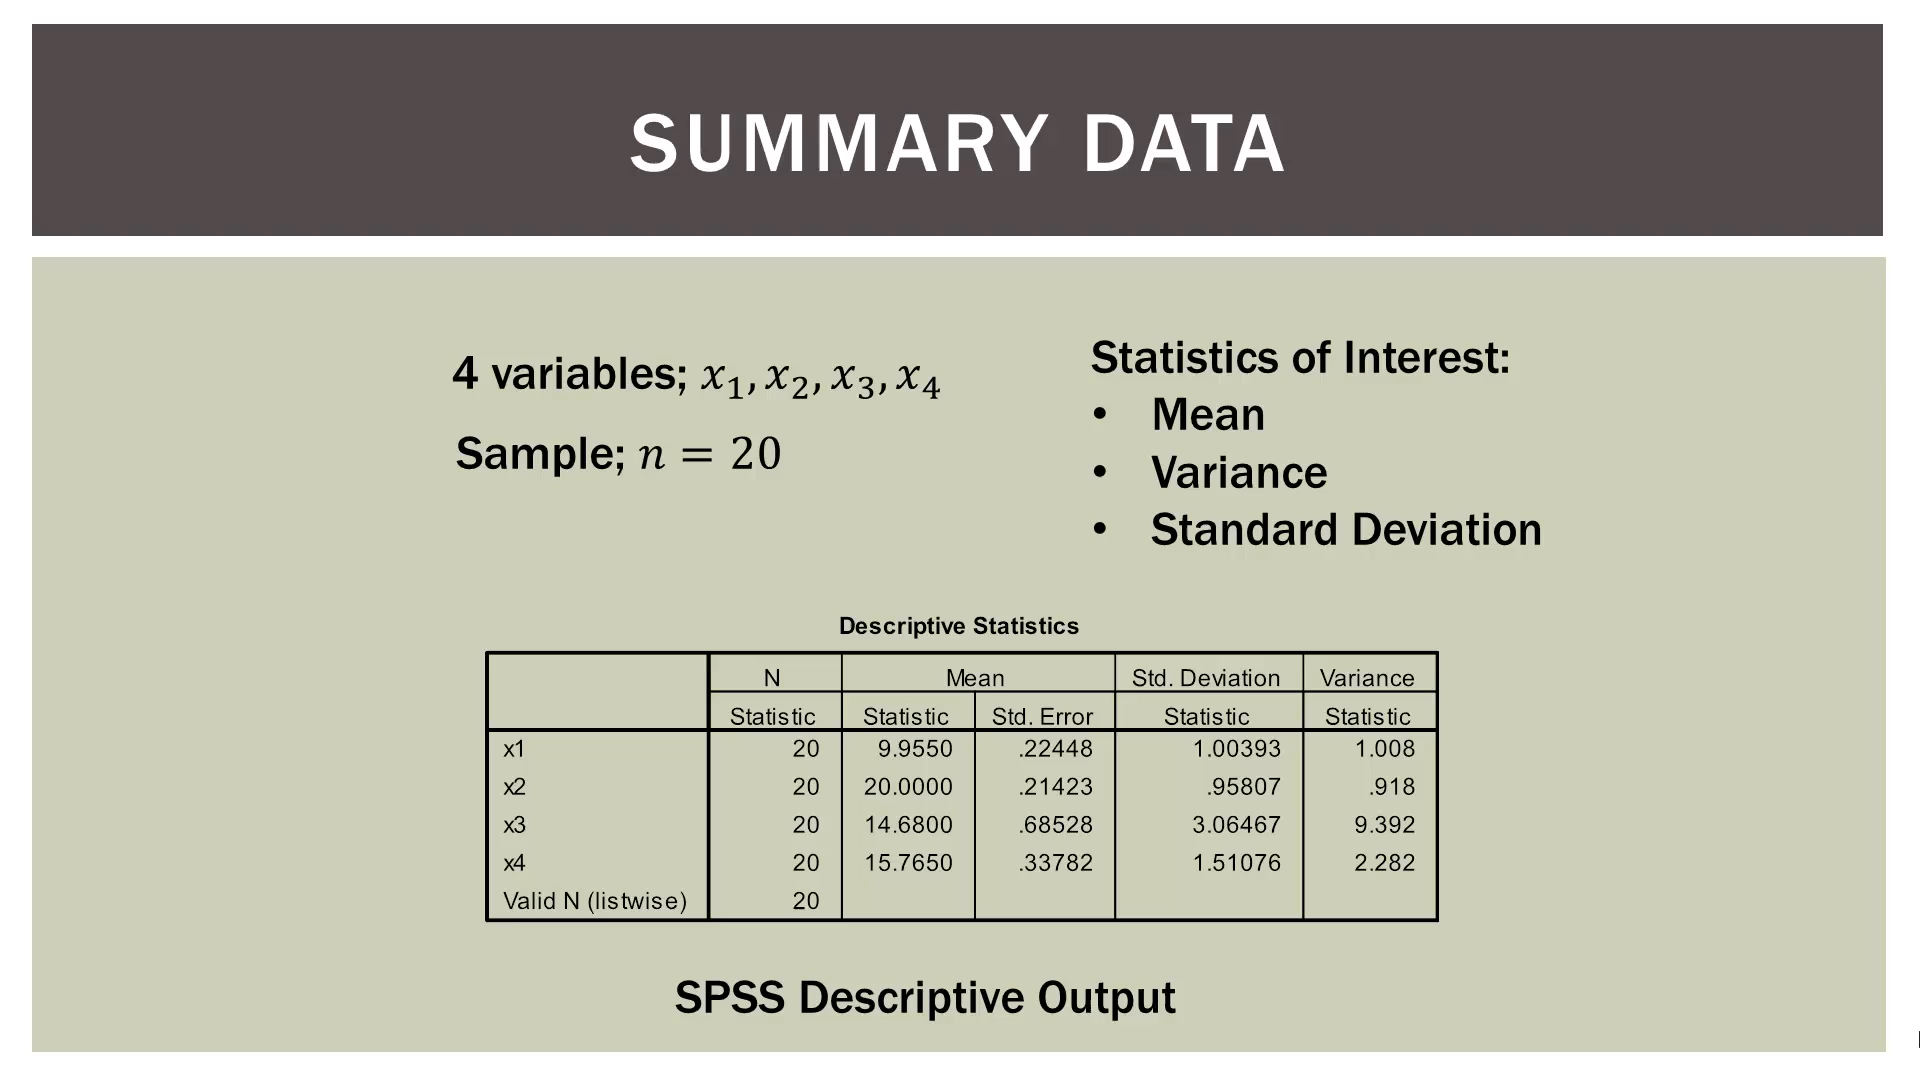 SUMMARY DATA
4 variables; x₁, x₂, x₃, x₄
Sample; n = 20
Statistics of Interest:
• Mean
• Variance
• Standard Deviation
Descriptive Statistics
N Mean Std. Deviation Variance
Statistic Statistic Std. Error Statistic Statistic
x1 20 9.9550 .22448 1.00393 1.008
x2 20 20.0000 .21423 .95807 .918
x3 20 14.6800 .68528 3.06467 9.392
x4 20 15.7650 .33782 1.51076 2.282
Valid N (listwise) 20
SPSS Descriptive Output